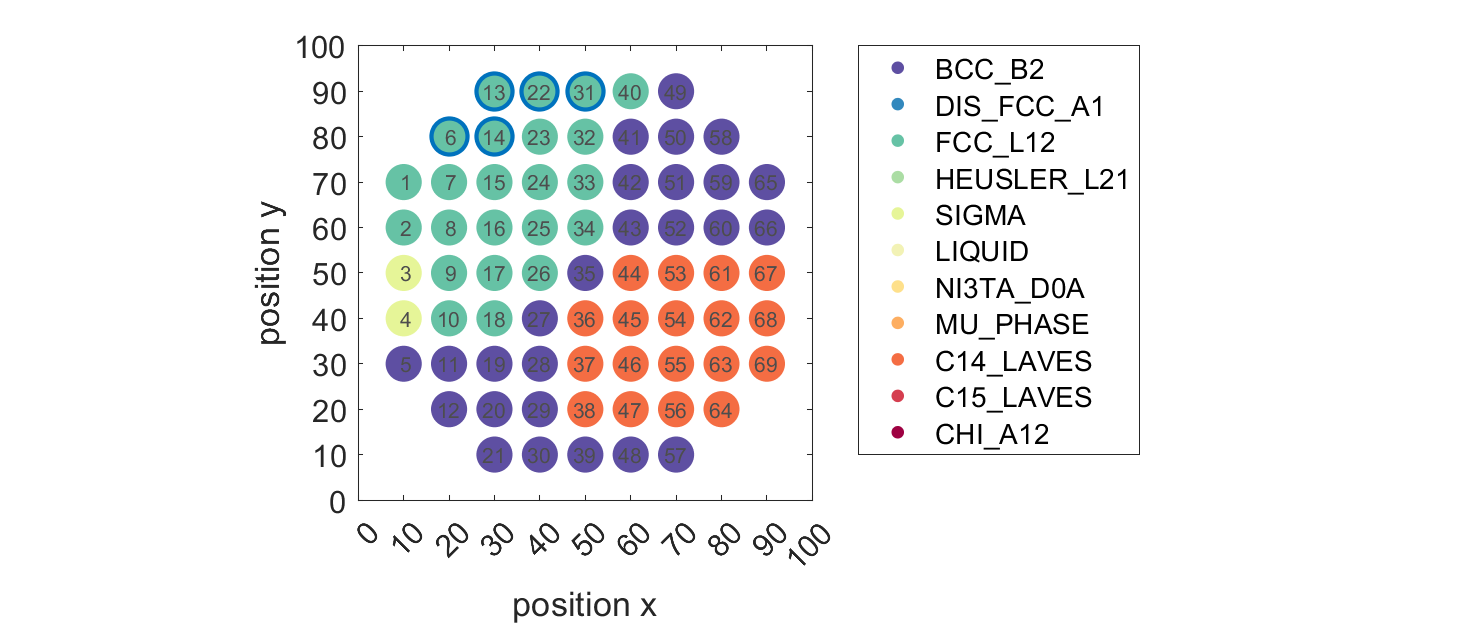 100
90
80
70
60
50
40
30
20
10
0
position y
13 22 31 40 49
6 14 23 32 41 50 58
1 7 15 24 33 42 51 59 65
2 8 16 25 34 43 52 60 66
3 9 17 26 35 44 53 61 67
4 10 18 27 36 45 54 62 68
5 11 19 28 37 46 55 63 69
12 20 29 38 47 56 64
21 30 39 48 57
0 10 20 30 40 50 60 70 80 90 100
position x
BCC_B2
DIS_FCC_A1
FCC_L12
HEUSLER_L21
SIGMA
LIQUID
NI3TA_D0A
MU_PHASE
C14_LAVES
C15_LAVES
CHI_A12